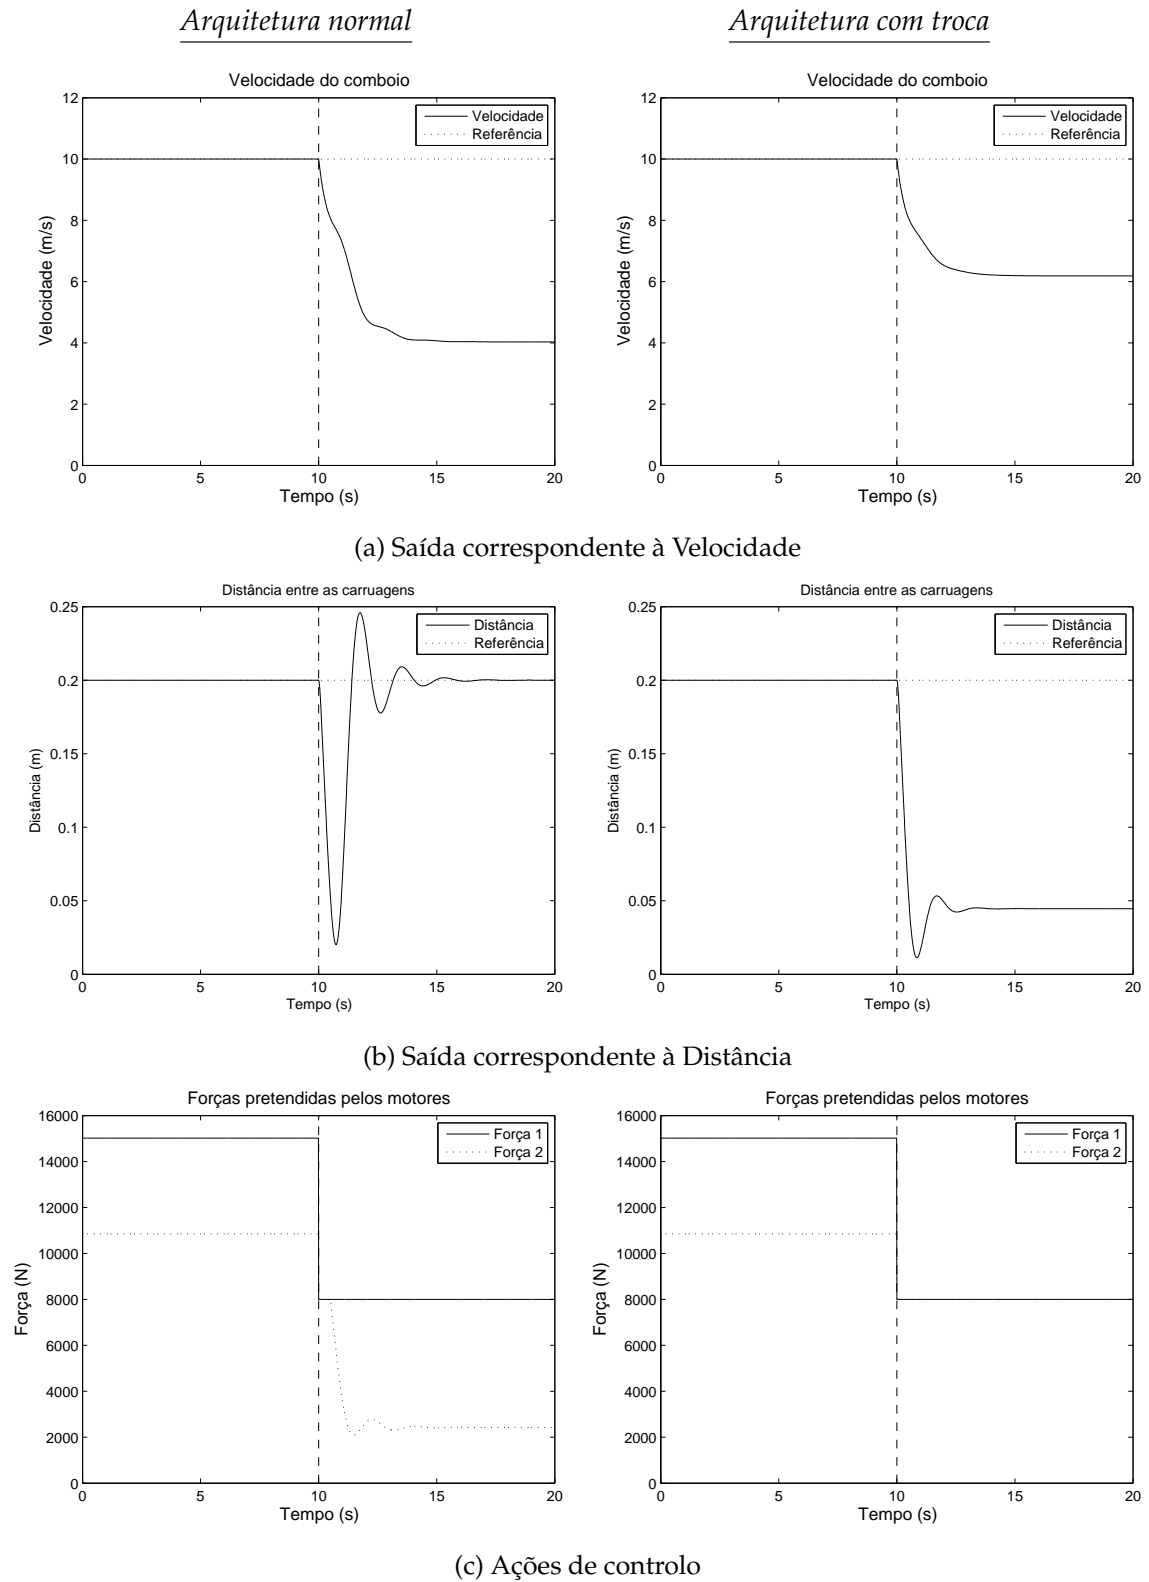 Arquitetura normal
Arquitetura com troca
Velocidade do comboio
12
10
8
6
4
2
0
Velocidade (m/s)
Velocidade
Referência
0 5 10 15 20
Tempo (s)
Velocidade do comboio
12
10
8
6
4
2
0
Velocidade (m/s)
Velocidade
Referência
0 5 10 15 20
Tempo (s)
(a) Saída correspondente à Velocidade
Distância entre as carruagens
0.25
0.2
0.15
0.1
0.05
0
Distância (m)
Distância
Referência
0 5 10 15 20
Tempo (s)
Distância entre as carruagens
0.25
0.2
0.15
0.1
0.05
0
Distância (m)
Distância
Referência
0 5 10 15 20
Tempo (s)
(b) Saída correspondente à Distância
Forças pretendidas pelos motores
16000
14000
12000
10000
8000
6000
4000
2000
0
Força (N)
Força 1
Força 2
0 5 10 15 20
Tempo (s)
Forças pretendidas pelos motores
16000
14000
12000
10000
8000
6000
4000
2000
0
Força (N)
Força 1
Força 2
0 5 10 15 20
Tempo (s)
(c) Ações de controlo